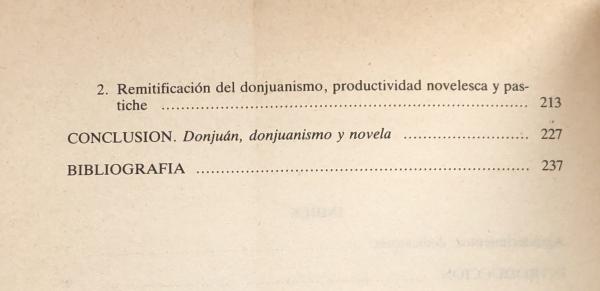 2. Remitificación del donjuanismo, productividad novelesca y pas-
tiche ................................................................ 213
CONCLUSION. Donjuán, donjuanismo y novela ...................... 227
BIBLIOGRAFIA ........................................................ 237